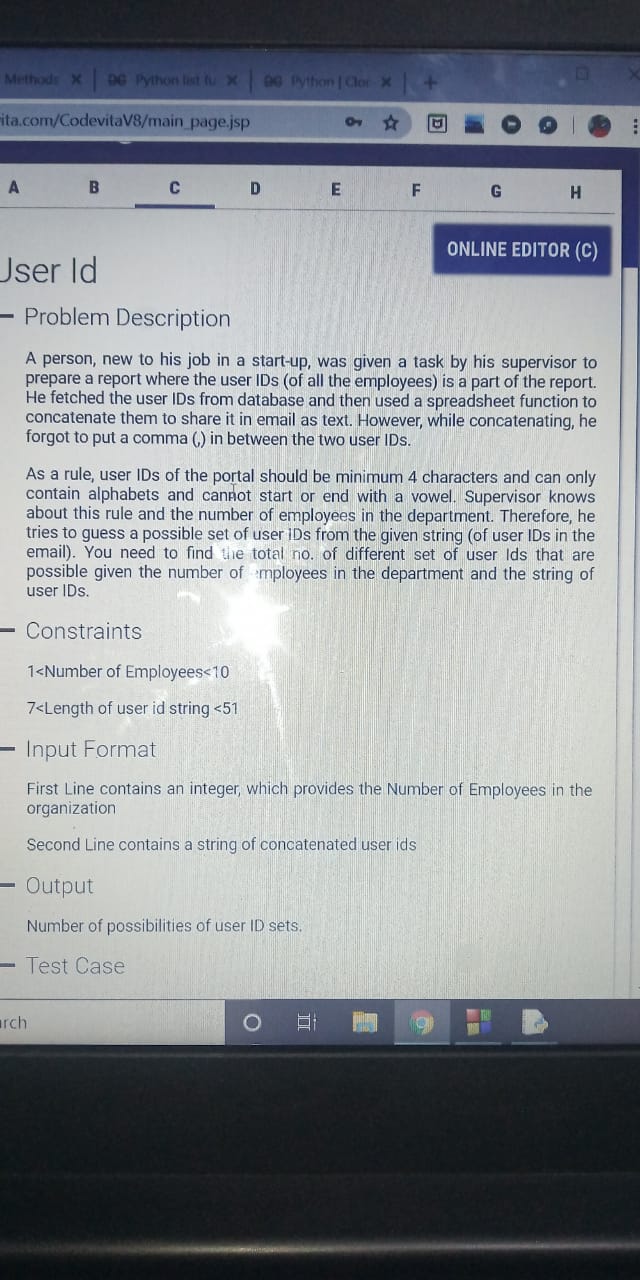 Methods
Python list fu
Python | Clor
ita.com/CodevitaV8/main_page.jsp
A B C D E F G H
ONLINE EDITOR (C)
User Id
Problem Description
A person, new to his job in a start-up, was given a task by his supervisor to
prepare a report where the user IDs (of all the employees) is a part of the report.
He fetched the user IDs from database and then used a spreadsheet function to
concatenate them to share it in email as text. However, while concatenating, he
forgot to put a comma (,) in between the two user IDs.
As a rule, user IDs of the portal should be minimum 4 characters and can only
contain alphabets and cannot start or end with a vowel. Supervisor knows
about this rule and the number of employees in the department. Therefore, he
tries to guess a possible set of user IDs from the given string (of user IDs in the
email). You need to find the total no. of different set of user Ids that are
possible given the number of employees in the department and the string of
user IDs.
Constraints
1<Number of Employees<10
7<Length of user id string <51
Input Format
First Line contains an integer, which provides the Number of Employees in the
organization
Second Line contains a string of concatenated user ids
Output
Number of possibilities of user ID sets.
Test Case
arch